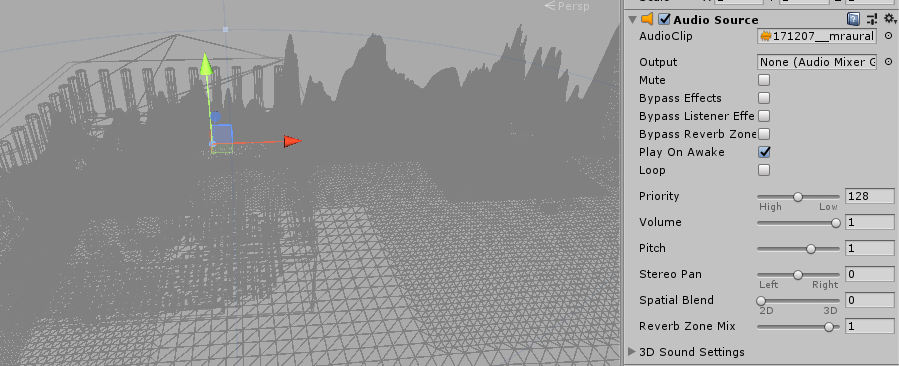 Persp
Audio Source
AudioClip 171207__mraural
Output None (Audio Mixer G
Mute
Bypass Effects
Bypass Listener Effe
Bypass Reverb Zone
Play On Awake
Loop
Priority 128
High Low
Volume 1
Pitch 1
Stereo Pan 0
Left Right
Spatial Blend 0
2D 3D
Reverb Zone Mix 1
3D Sound Settings